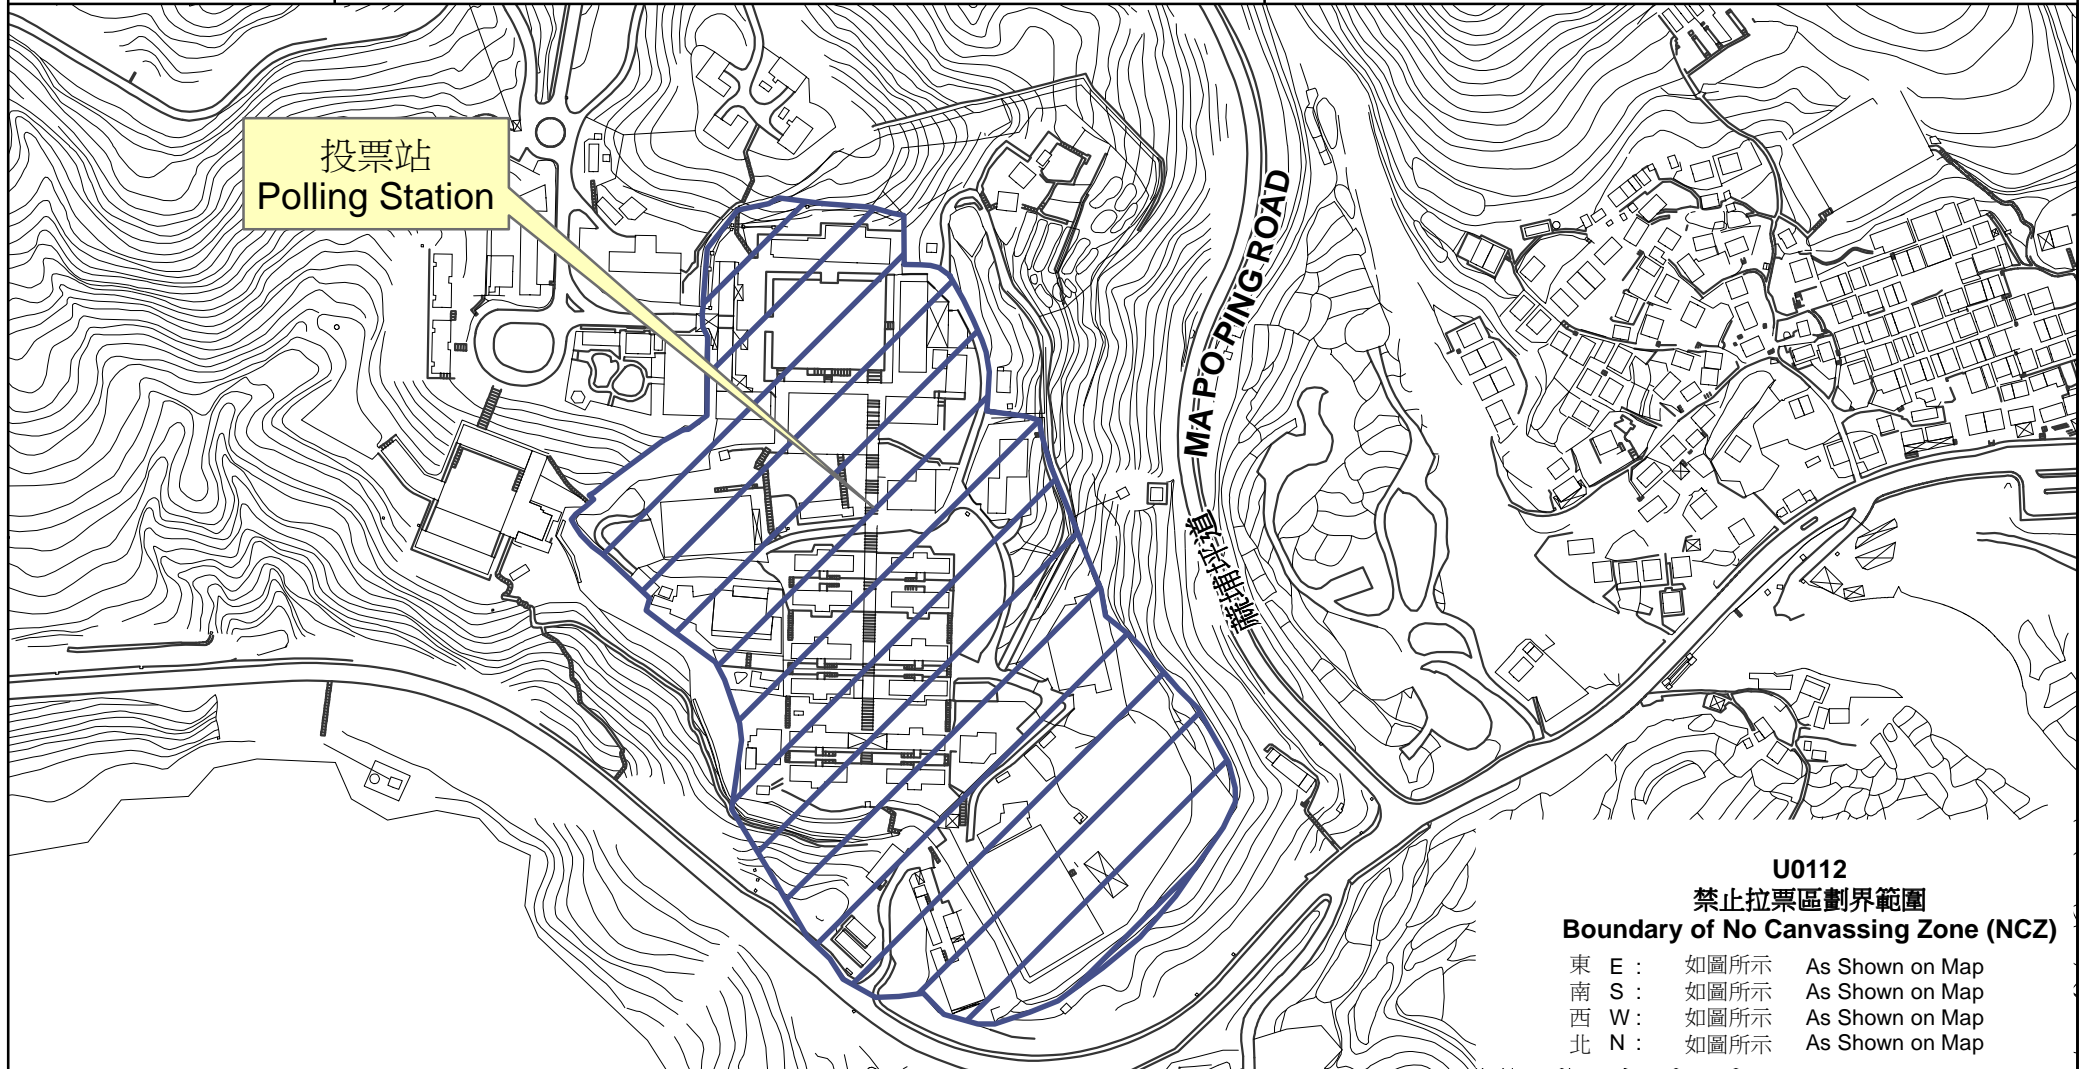 投票站
Polling Station
MA PO PING ROAD
蔴埔坪道
U0112
禁止拉票區劃界範圍
Boundary of No Canvassing Zone (NCZ)
東 E : 如圖所示 As Shown on Map
南 S : 如圖所示 As Shown on Map
西 W : 如圖所示 As Shown on Map
北 N : 如圖所示 As Shown on Map